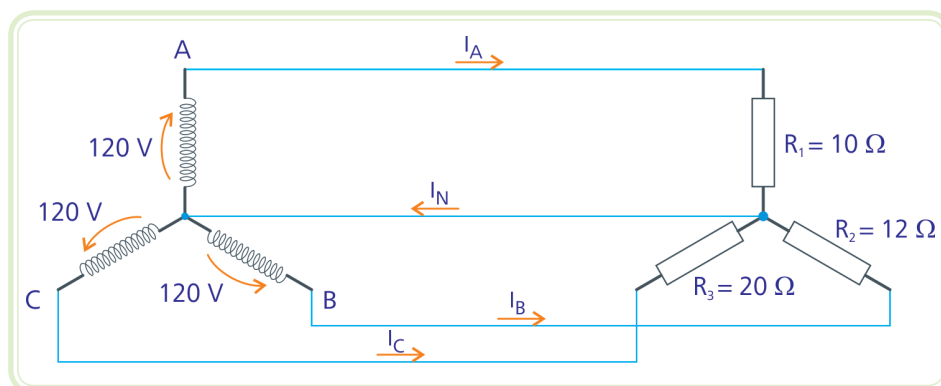 A
I_A
120 V
R₁= 10 Ω
I_N
120 V
R₂= 12 Ω
120 V
R₃= 20 Ω
C
B
I_B
I_C